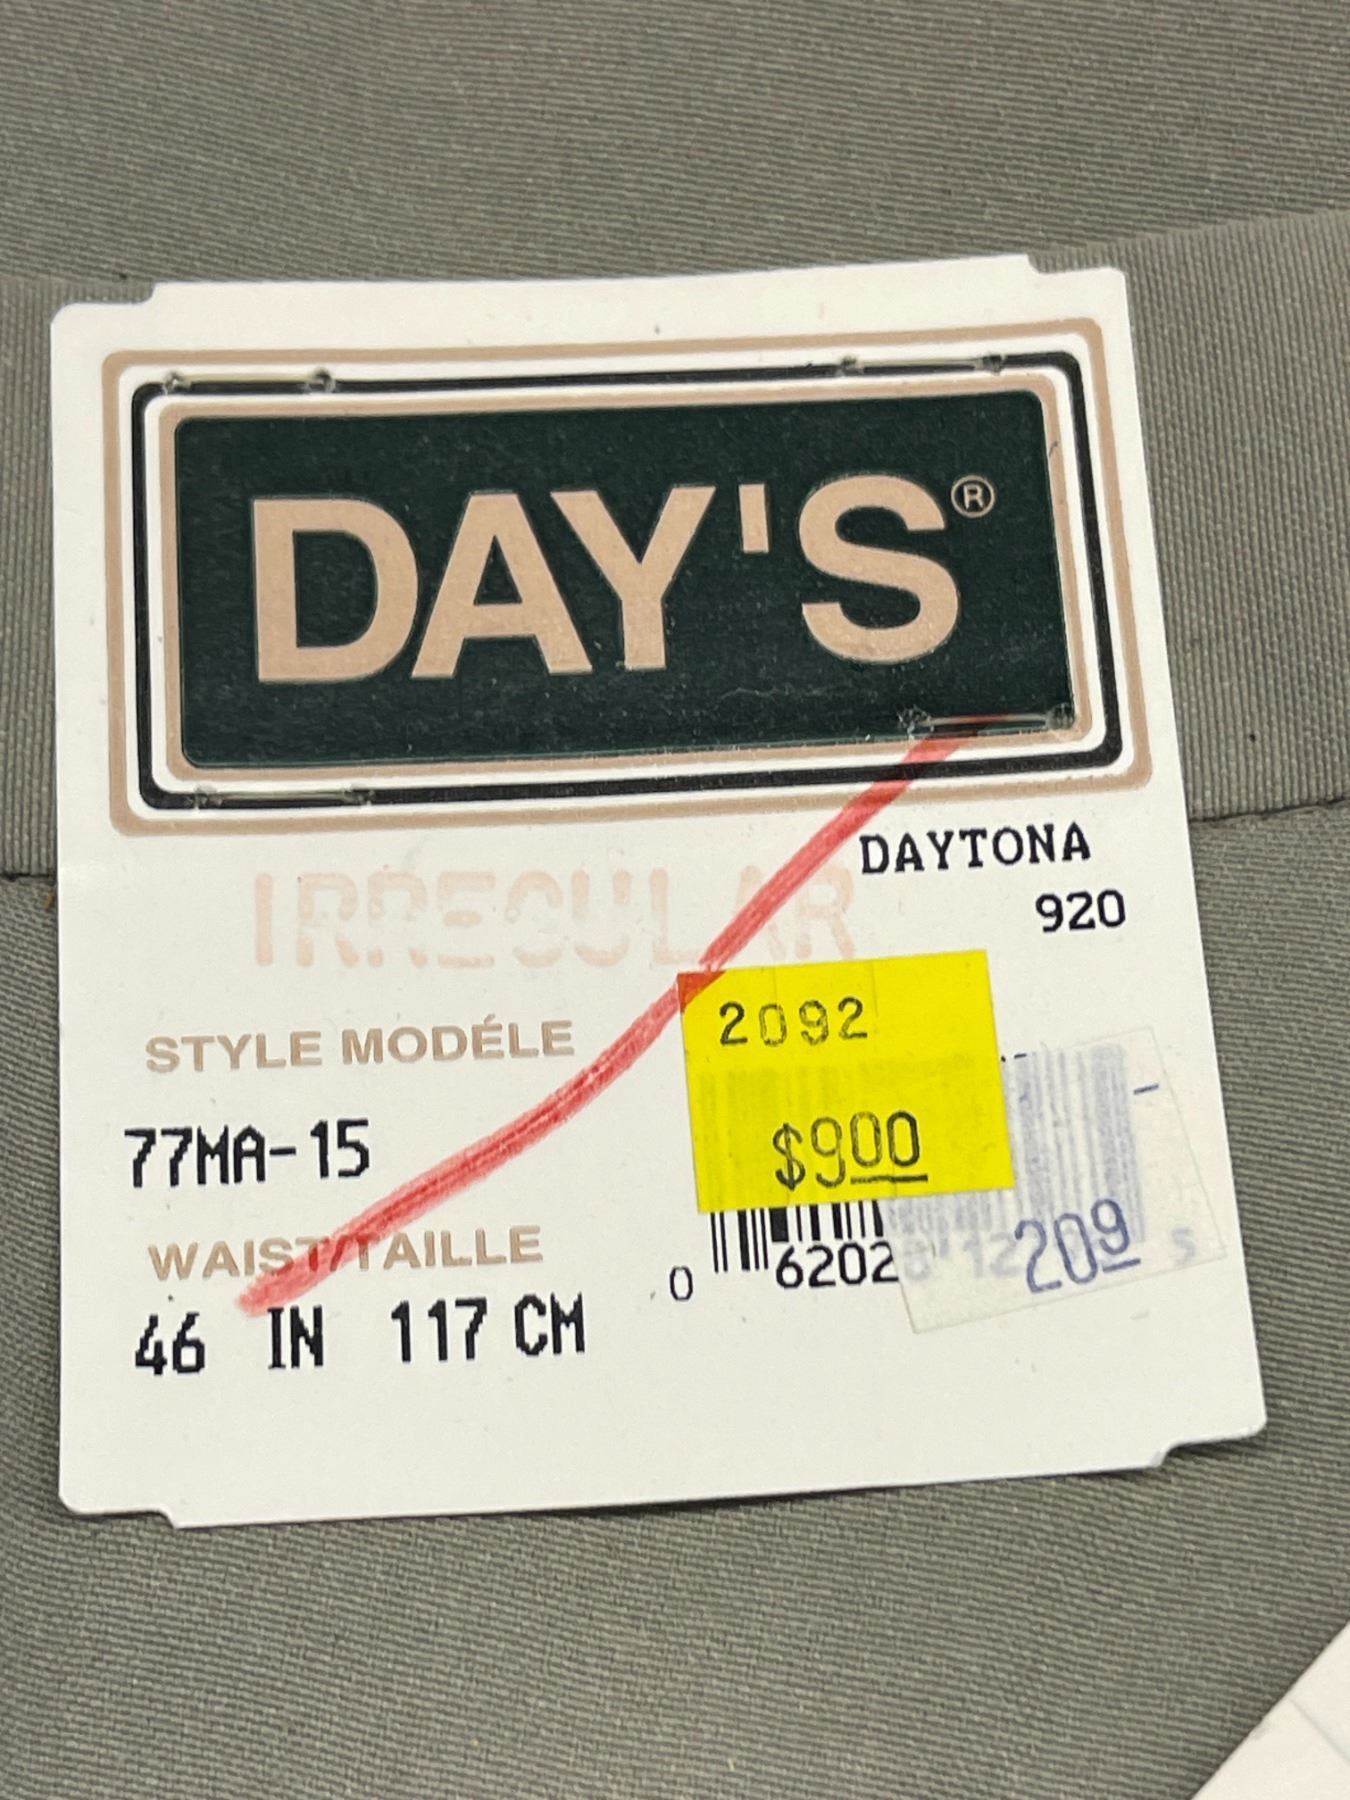 DAY'S®
DAYTONA
920
IRREGULAR
STYLE MODÉLE
77MA-15
2092
$900
WAIST/TAILLE
46 IN 117 CM
0 6202
209
5